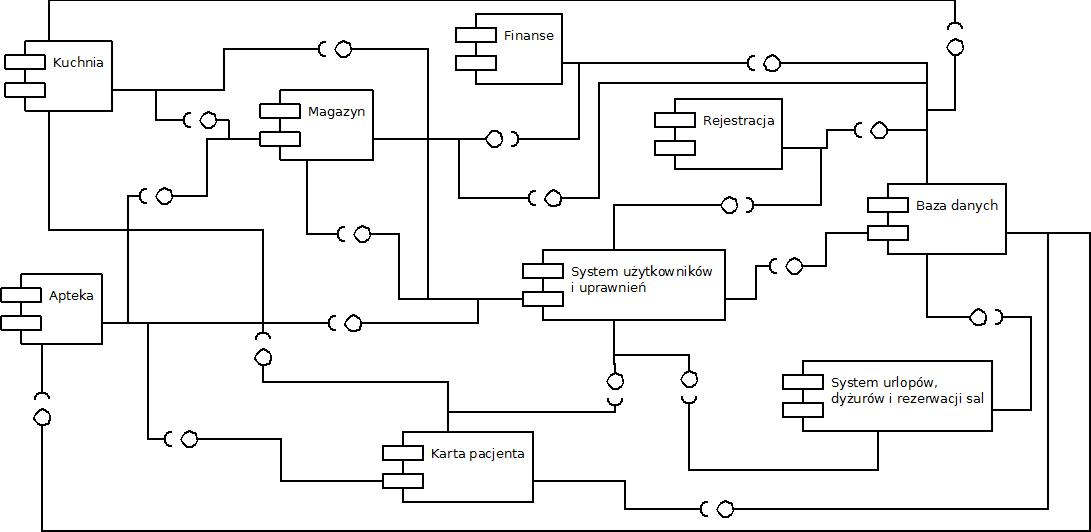 Finanse
Kuchnia
Magazyn
Rejestracja
Baza danych
System użytkowników
i uprawnień
Apteka
System urlopów,
dyżurów i rezerwacji sal
Karta pacjenta